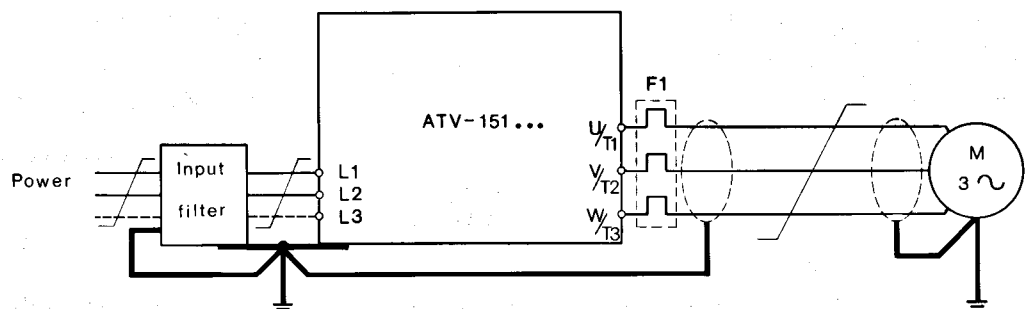 F1
ATV-151...
U/T1
Power
Input
filter
L1
L2
L3
V/T2
W/T3
M
3 ~